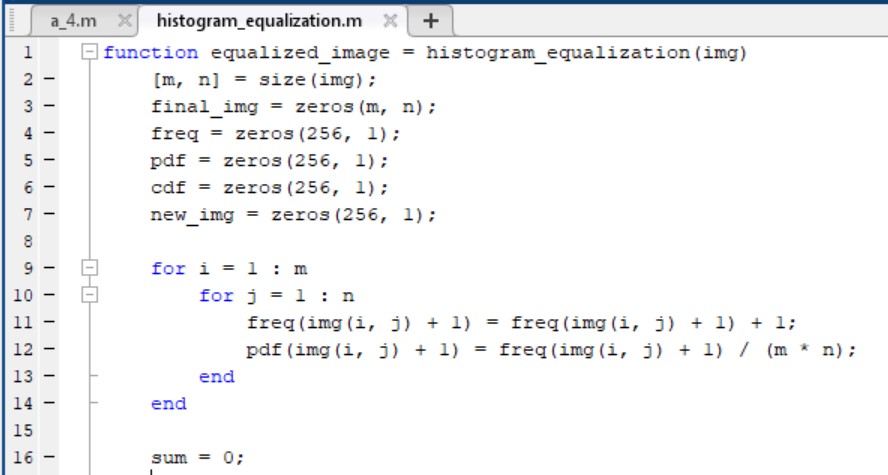 a_4.m × histogram_equalization.m × +
1 function equalized_image = histogram_equalization(img)
2 - [m, n] = size(img);
3 - final_img = zeros(m, n);
4 - freq = zeros(256, 1);
5 - pdf = zeros(256, 1);
6 - cdf = zeros(256, 1);
7 - new_img = zeros(256, 1);
8
9 - for i = 1 : m
10 - for j = 1 : n
11 - freq(img(i, j) + 1) = freq(img(i, j) + 1) + 1;
12 - pdf(img(i, j) + 1) = freq(img(i, j) + 1) / (m * n);
13 - end
14 - end
15
16 - sum = 0;